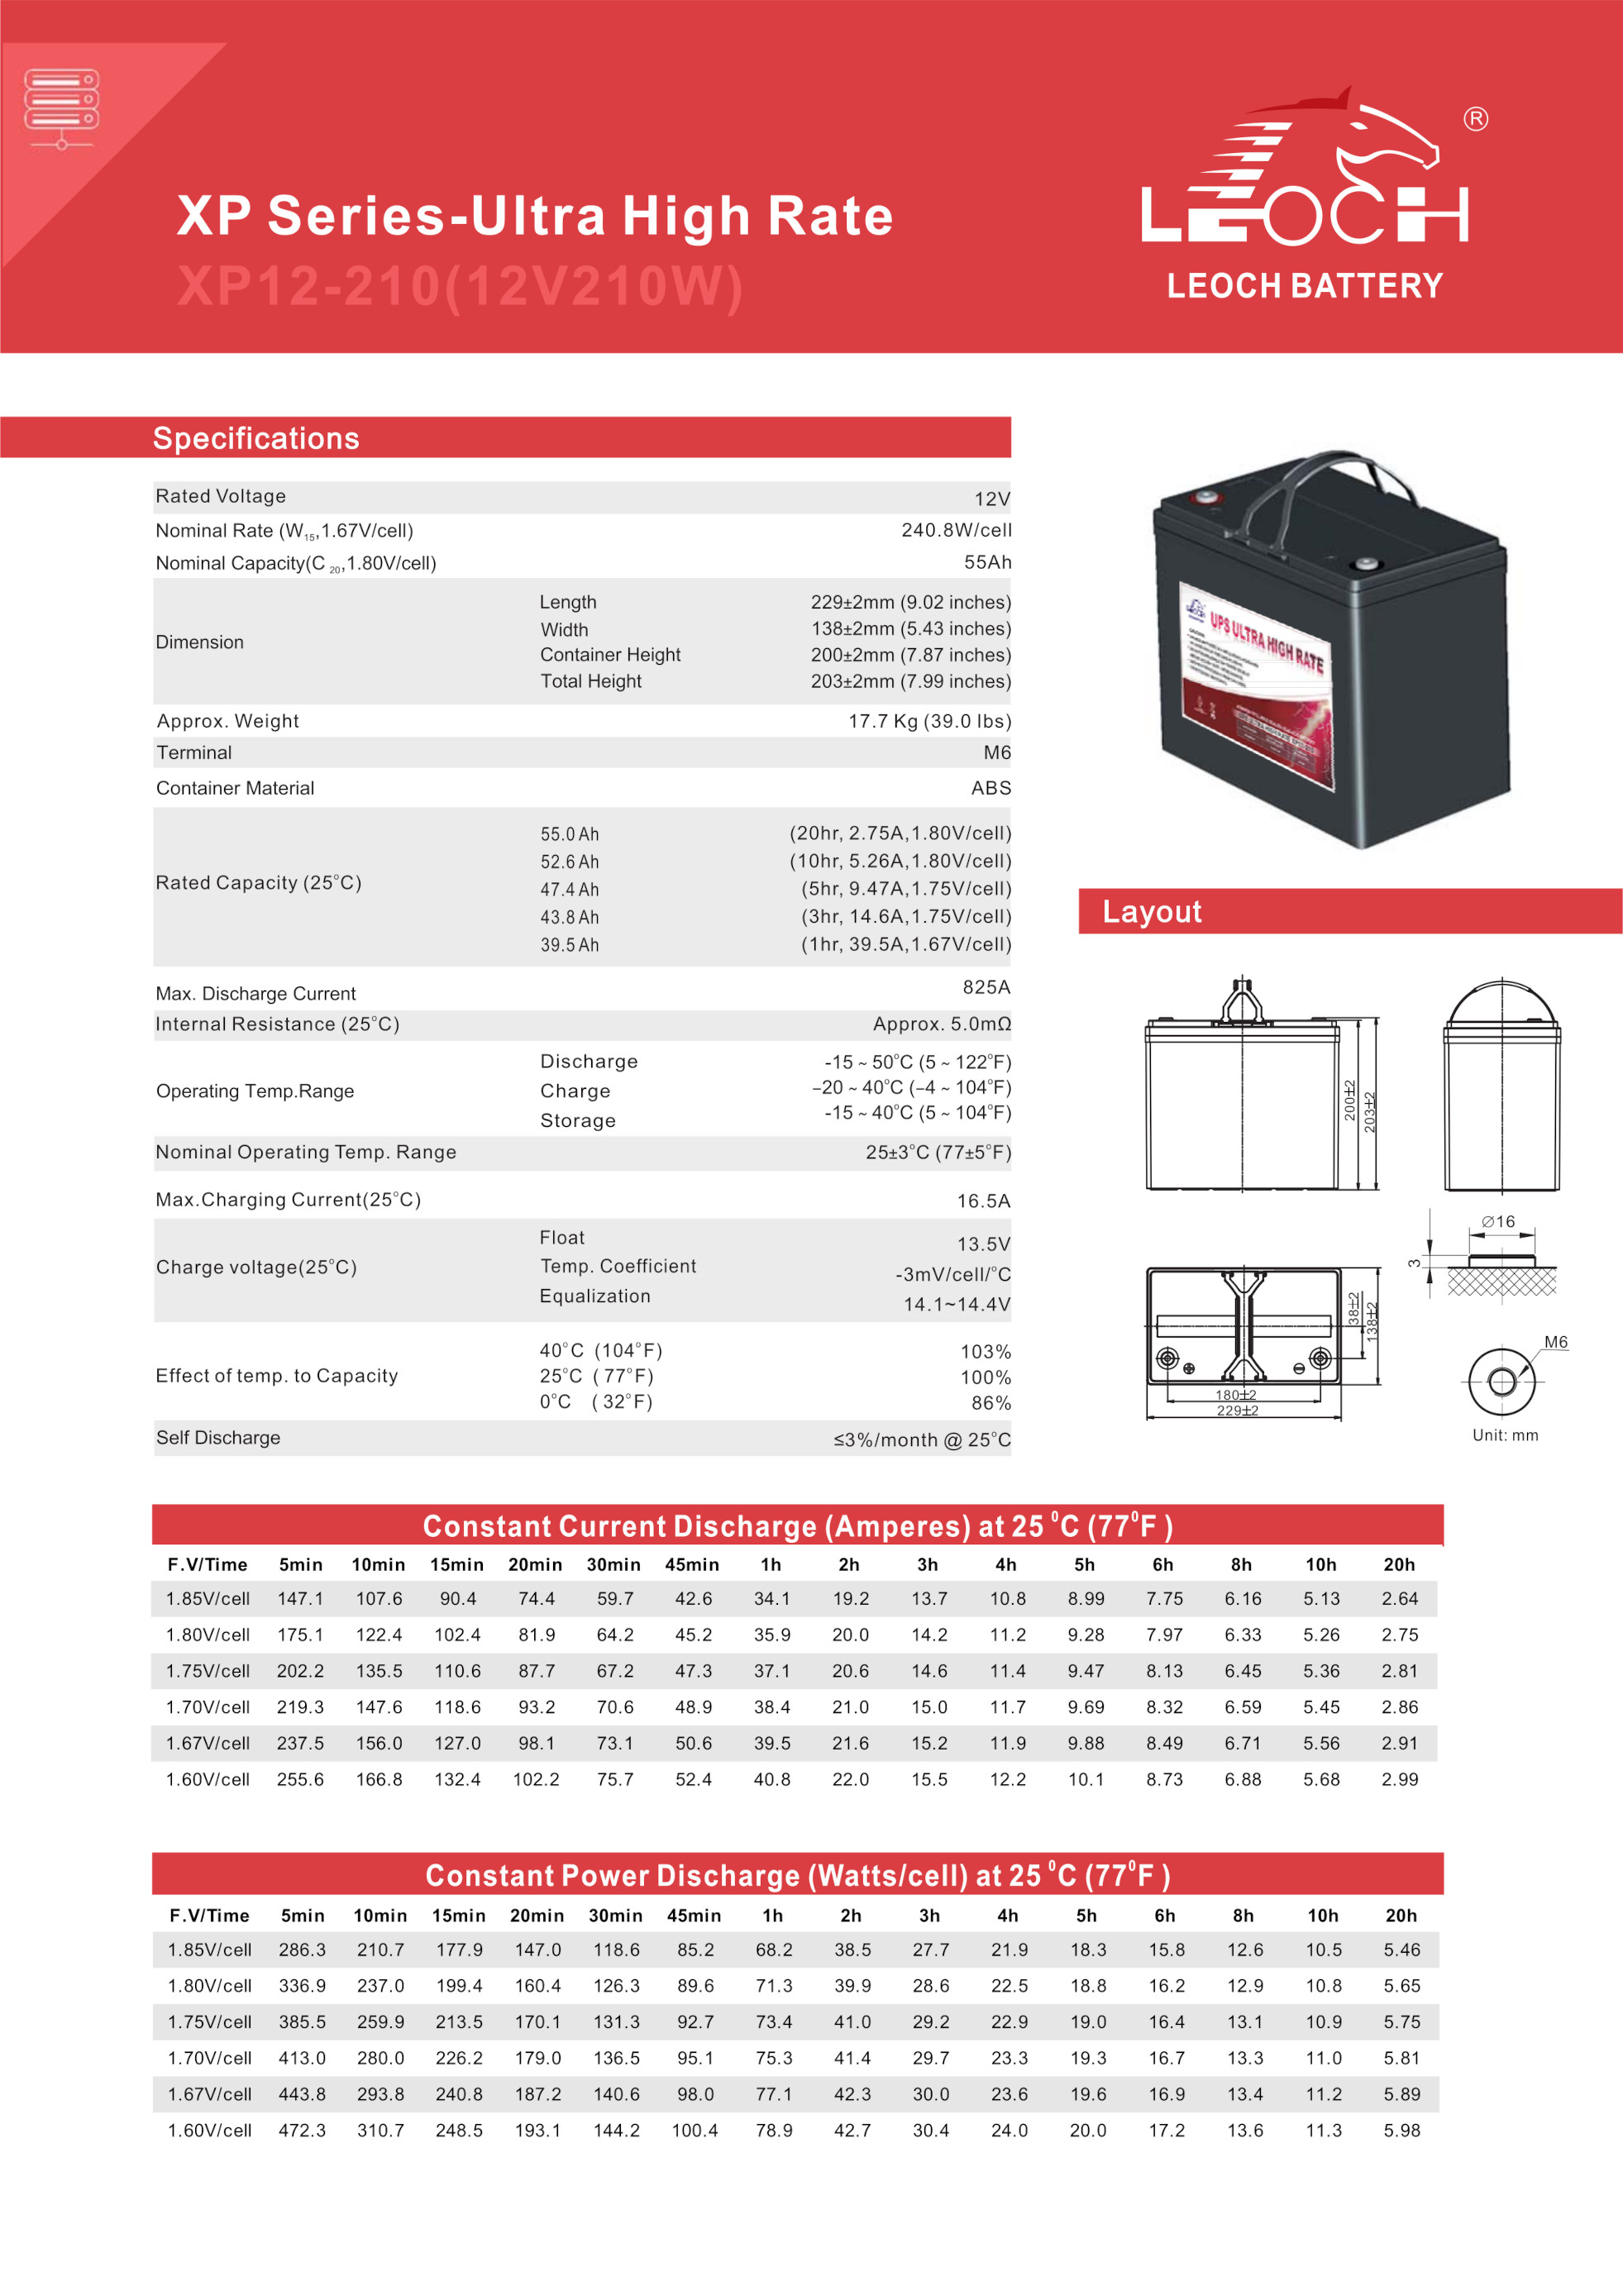 XP Series-Ultra High Rate
XP12-210(12V210W)
LEOCH
®
LEOCH BATTERY
Specifications
Rated Voltage 12V
Nominal Rate (W15,1.67V/cell) 240.8W/cell
Nominal Capacity(C 20,1.80V/cell) 55Ah
Dimension
Length 229±2mm (9.02 inches)
Width 138±2mm (5.43 inches)
Container Height 200±2mm (7.87 inches)
Total Height 203±2mm (7.99 inches)
Approx. Weight 17.7 Kg (39.0 lbs)
Terminal M6
Container Material ABS
Rated Capacity (25°C)
55.0 Ah (20hr, 2.75A,1.80V/cell)
52.6 Ah (10hr, 5.26A,1.80V/cell)
47.4 Ah (5hr, 9.47A,1.75V/cell)
43.8 Ah (3hr, 14.6A,1.75V/cell)
39.5 Ah (1hr, 39.5A,1.67V/cell)
Max. Discharge Current 825A
Internal Resistance (25°C) Approx. 5.0mΩ
Operating Temp.Range
Discharge -15 ~ 50°C (5 ~ 122°F)
Charge –20 ~ 40°C (–4 ~ 104°F)
Storage -15 ~ 40°C (5 ~ 104°F)
Nominal Operating Temp. Range 25±3°C (77±5°F)
Max.Charging Current(25°C) 16.5A
Charge voltage(25°C)
Float 13.5V
Temp. Coefficient -3mV/cell/°C
Equalization 14.1~14.4V
Effect of temp. to Capacity
40°C (104°F) 103%
25°C ( 77°F) 100%
0°C ( 32°F) 86%
Self Discharge ≤3%/month @ 25°C
LEOCH
UPS ULTRA HIGH RATE
Layout
200±2
203±2
Ø16
3
38±2
138±2
180±2
229±2
M6
Unit: mm
Constant Current Discharge (Amperes) at 25 °C (77°F )
F.V/Time 5min 10min 15min 20min 30min 45min 1h 2h 3h 4h 5h 6h 8h 10h 20h
1.85V/cell 147.1 107.6 90.4 74.4 59.7 42.6 34.1 19.2 13.7 10.8 8.99 7.75 6.16 5.13 2.64
1.80V/cell 175.1 122.4 102.4 81.9 64.2 45.2 35.9 20.0 14.2 11.2 9.28 7.97 6.33 5.26 2.75
1.75V/cell 202.2 135.5 110.6 87.7 67.2 47.3 37.1 20.6 14.6 11.4 9.47 8.13 6.45 5.36 2.81
1.70V/cell 219.3 147.6 118.6 93.2 70.6 48.9 38.4 21.0 15.0 11.7 9.69 8.32 6.59 5.45 2.86
1.67V/cell 237.5 156.0 127.0 98.1 73.1 50.6 39.5 21.6 15.2 11.9 9.88 8.49 6.71 5.56 2.91
1.60V/cell 255.6 166.8 132.4 102.2 75.7 52.4 40.8 22.0 15.5 12.2 10.1 8.73 6.88 5.68 2.99
Constant Power Discharge (Watts/cell) at 25 °C (77°F )
F.V/Time 5min 10min 15min 20min 30min 45min 1h 2h 3h 4h 5h 6h 8h 10h 20h
1.85V/cell 286.3 210.7 177.9 147.0 118.6 85.2 68.2 38.5 27.7 21.9 18.3 15.8 12.6 10.5 5.46
1.80V/cell 336.9 237.0 199.4 160.4 126.3 89.6 71.3 39.9 28.6 22.5 18.8 16.2 12.9 10.8 5.65
1.75V/cell 385.5 259.9 213.5 170.1 131.3 92.7 73.4 41.0 29.2 22.9 19.0 16.4 13.1 10.9 5.75
1.70V/cell 413.0 280.0 226.2 179.0 136.5 95.1 75.3 41.4 29.7 23.3 19.3 16.7 13.3 11.0 5.81
1.67V/cell 443.8 293.8 240.8 187.2 140.6 98.0 77.1 42.3 30.0 23.6 19.6 16.9 13.4 11.2 5.89
1.60V/cell 472.3 310.7 248.5 193.1 144.2 100.4 78.9 42.7 30.4 24.0 20.0 17.2 13.6 11.3 5.98